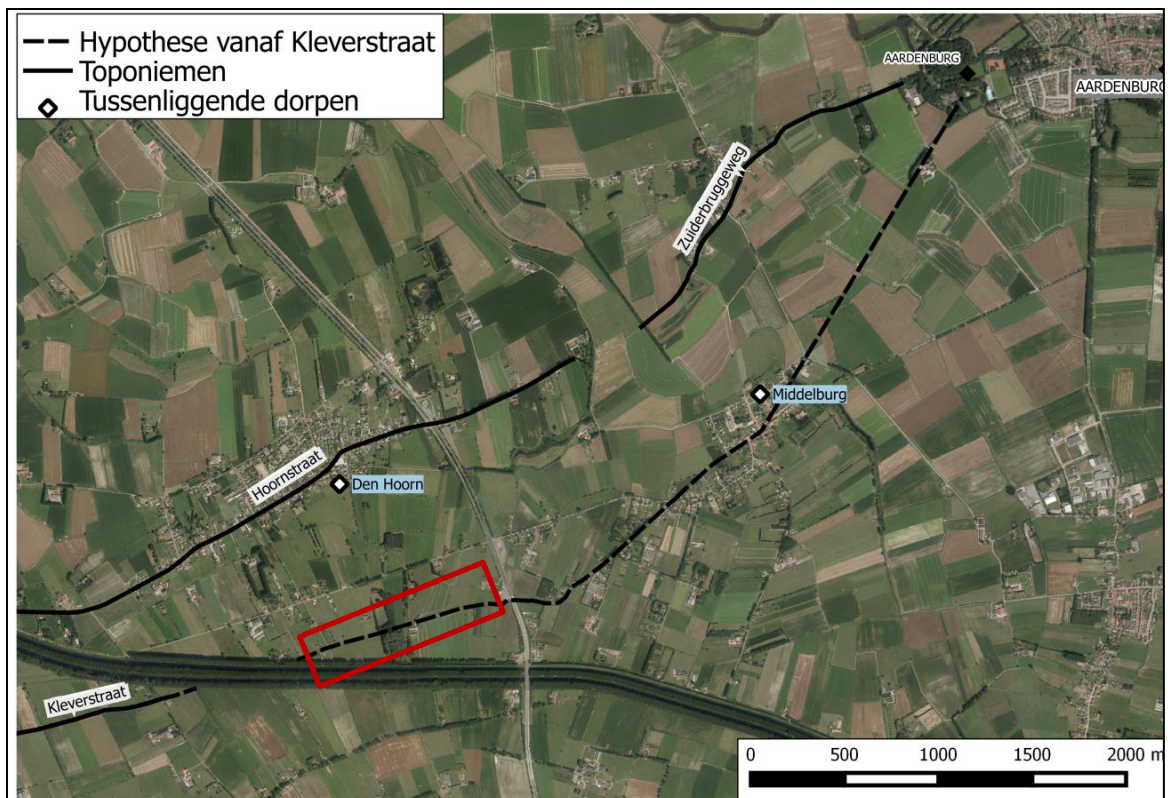 Hypothese vanaf Kleverstraat
Toponiemen
Tussenliggende dorpen
AARDENBURG
AARDENBURG
Zuiderbruggeweg
Middelburg
Hoornstraat
Den Hoorn
Kleverstraat
0 500 1000 1500 2000 m